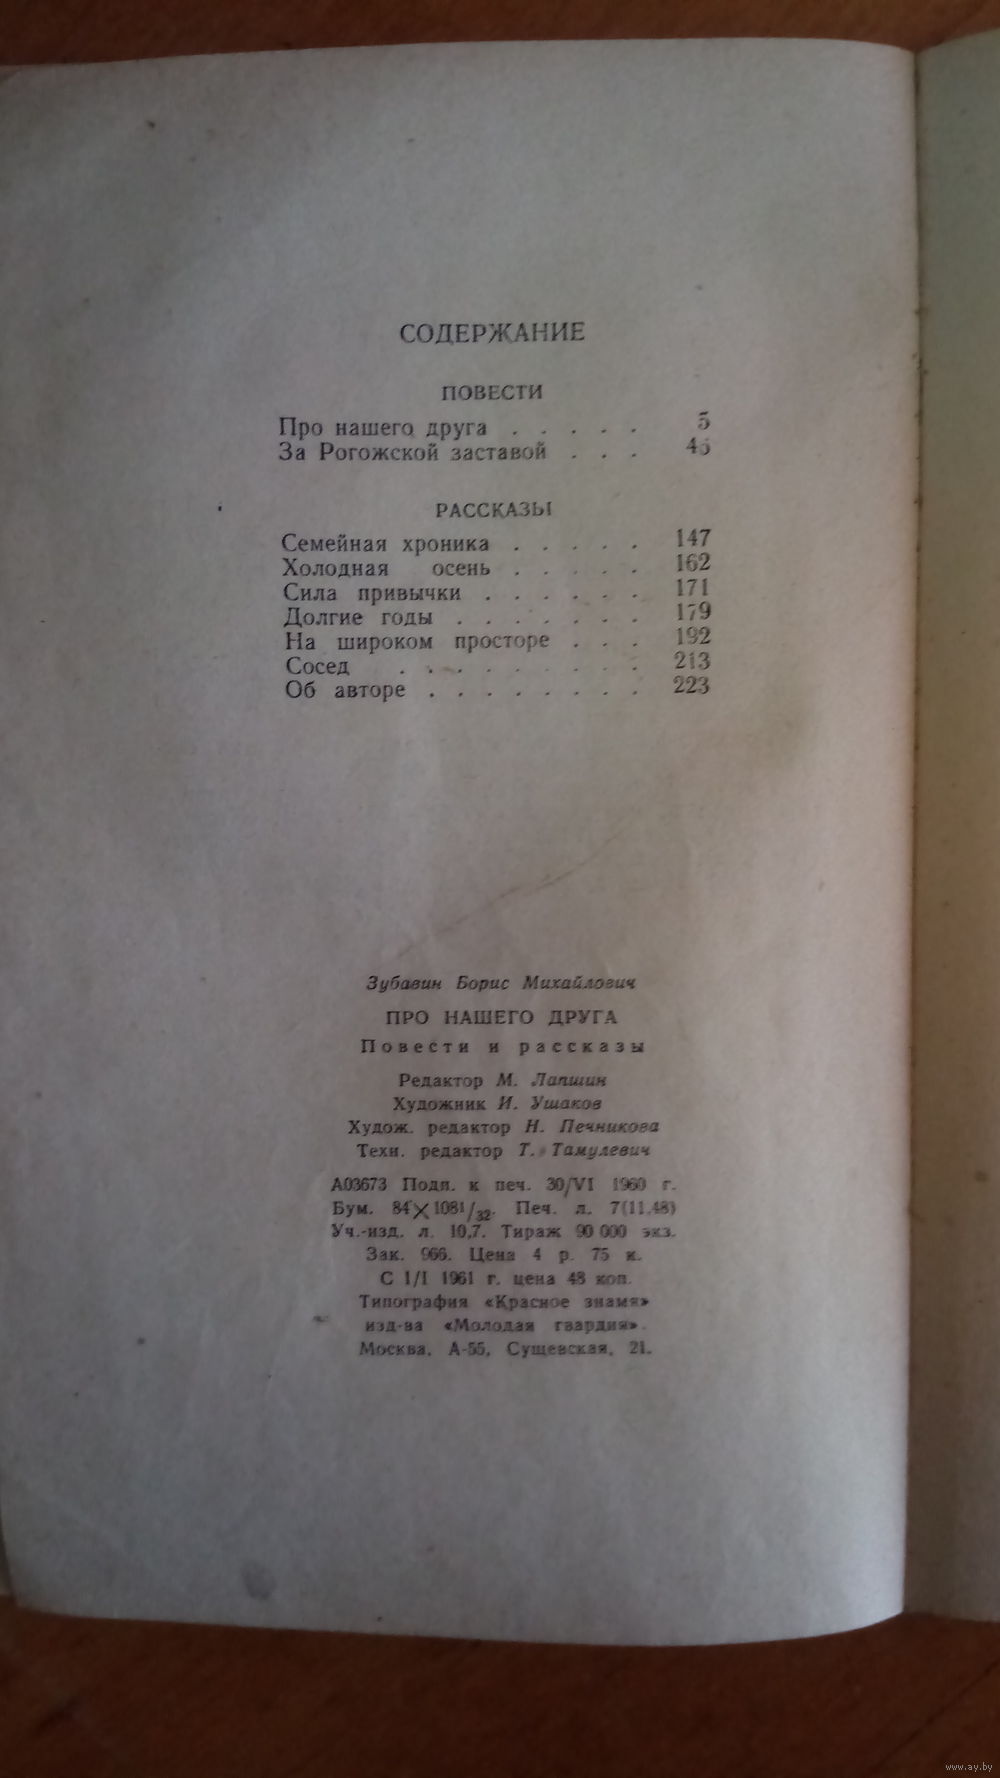 СОДЕРЖАНИЕ
ПОВЕСТИ
Про нашего друга . . . . . 5
За Рогожской заставой . . .
РАССКАЗЫ
Семейная хроника . . . . . 147
Холодная осень . . . . . 162
Сила привычки . . . . . . 171
Долгие годы . . . . . . . 179
На широком просторе . . . 192
Сосед . . . . . . . . . 213
Об авторе . . . . . . . . 223
Зубавин Борис Михайлович
ПРО НАШЕГО ДРУГА
Повести и рассказы
Редактор М. Лапшин
Художник И. Ушаков
Худож. редактор Н. Печникова
Техн. редактор Т. Тамулевич
А03673 Подп. к печ. 30/VI 1960 г.
Бум. 84×108¹/₃₂. Печ. л. 7(11,48)
Уч.-изд. л. 10,7. Тираж 90 000 экз.
Зак. 966. Цена 4 р. 75 к.
С 1/I 1961 г. цена 48 коп.
Типография «Красное знамя»
изд-ва «Молодая гвардия».
Москва, А-55, Сущевская, 21.
www.ay.by